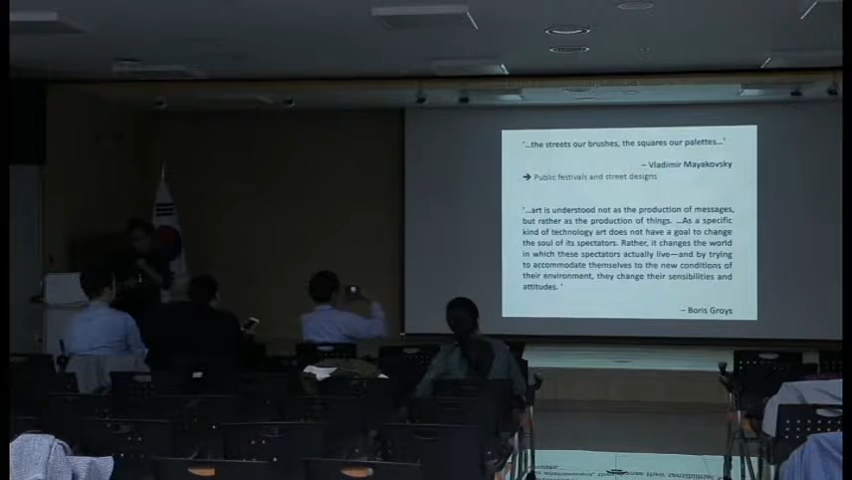 '…the streets our brushes, the squares our palettes…'
– Vladimir Mayakovsky
➔ Public festivals and street designs
'…art is understood not as the production of messages,
but rather as the production of things. …As a specific
kind of technology art does not have a goal to change
the soul of its spectators. Rather, it changes the world
in which these spectators actually live—and by trying
to accommodate themselves to the new conditions of
their environment, they change their sensibilities and
attitudes. '
– Boris Groys